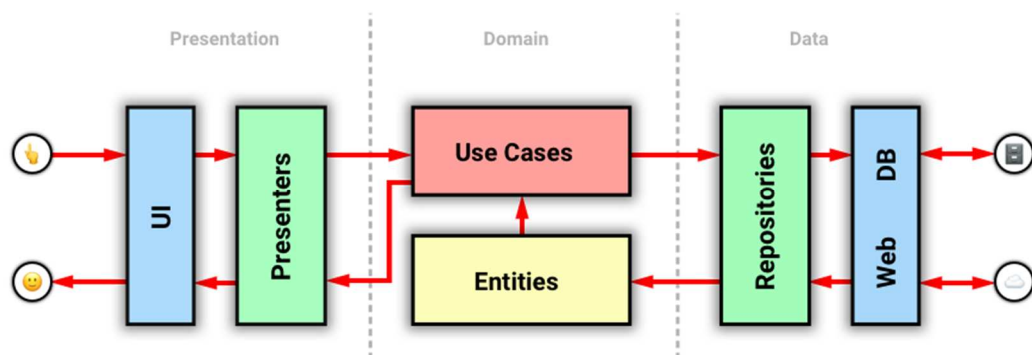 Presentation
Domain
Data
UI
Presenters
Use Cases
Entities
Repositories
Web DB